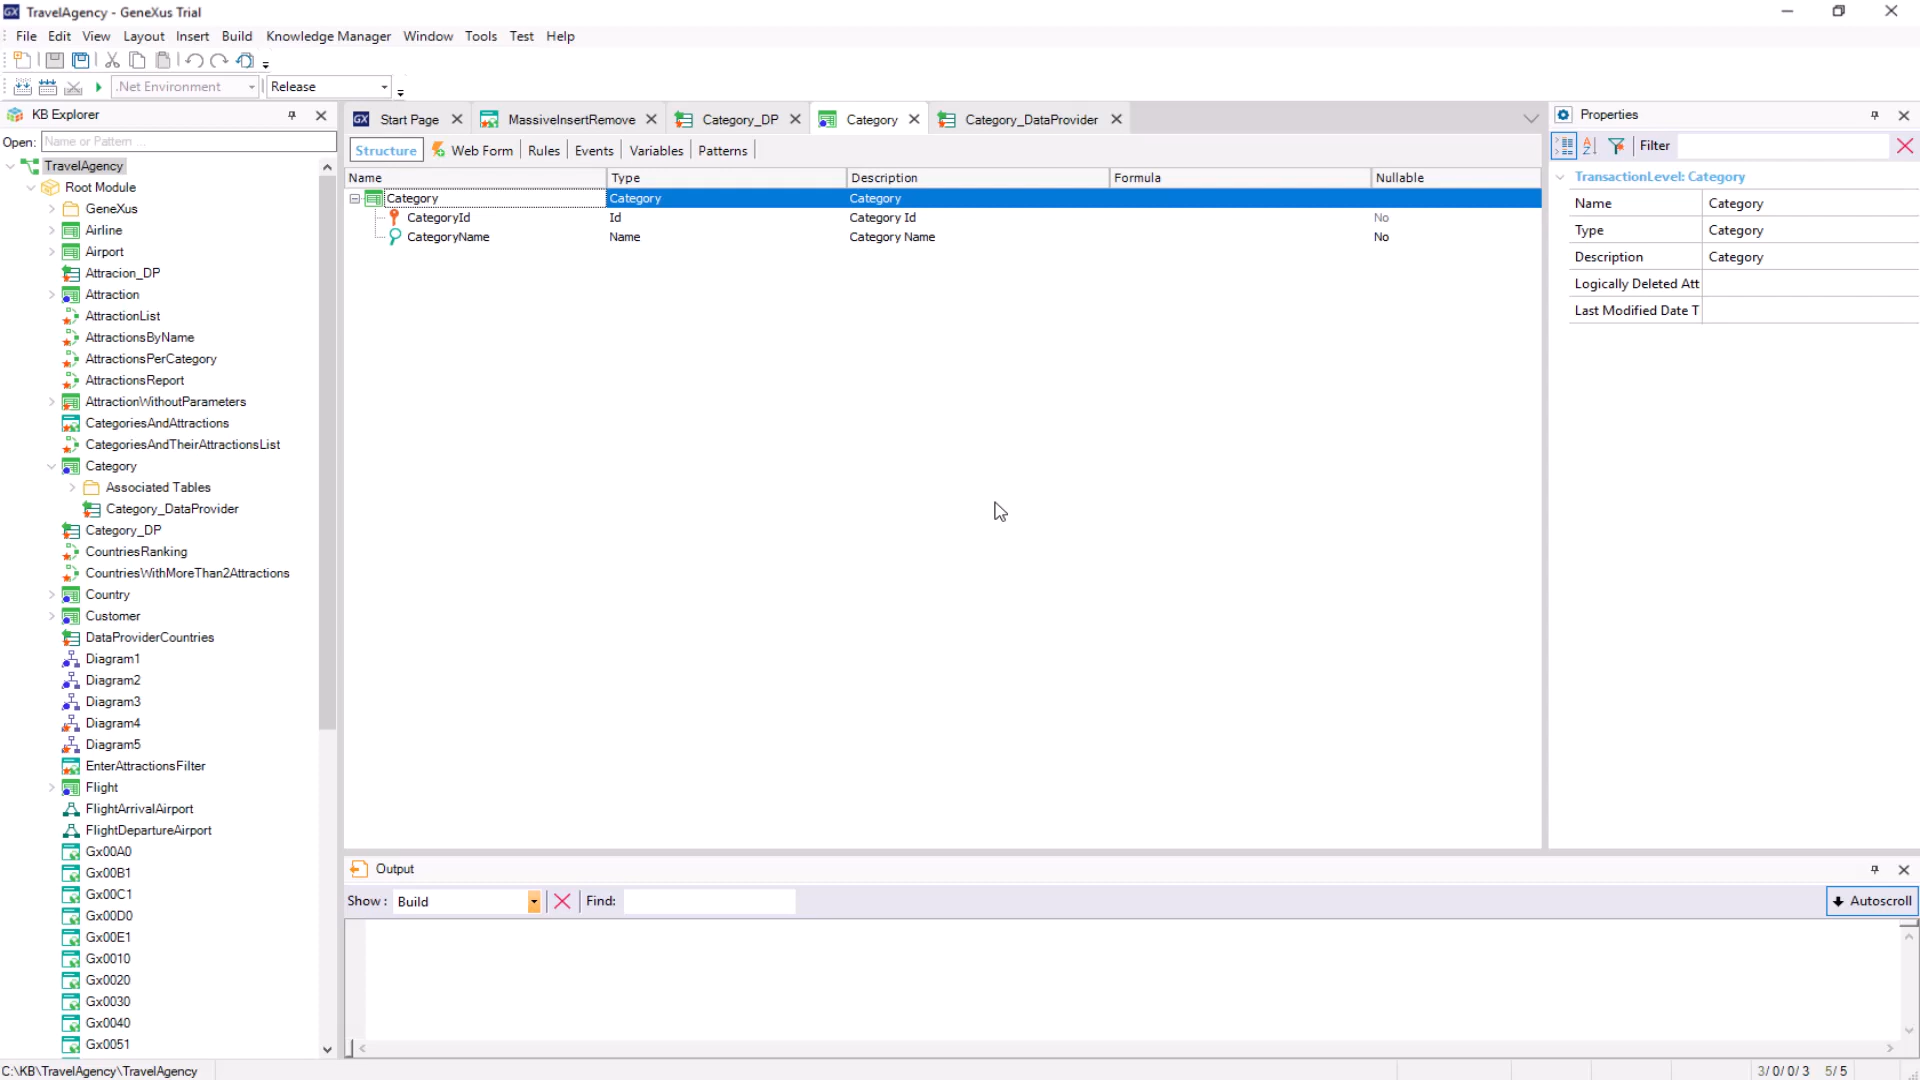 GX TravelAgency - GeneXus Trial
File Edit View Layout Insert Build Knowledge Manager Window Tools Test Help
.Net Environment Release
KB Explorer
Open: Name or Pattern ...
TravelAgency
Root Module
GeneXus
Airline
Airport
Attracion_DP
Attraction
AttractionList
AttractionsByName
AttractionsPerCategory
AttractionsReport
AttractionWithoutParameters
CategoriesAndAttractions
CategoriesAndTheirAttractionsList
Category
Associated Tables
Category_DataProvider
Category_DP
CountriesRanking
CountriesWithMoreThan2Attractions
Country
Customer
DataProviderCountries
Diagram1
Diagram2
Diagram3
Diagram4
Diagram5
EnterAttractionsFilter
Flight
FlightArrivalAirport
FlightDepartureAirport
Gx00A0
Gx00B1
Gx00C1
Gx00D0
Gx00E1
Gx0010
Gx0020
Gx0030
Gx0040
Gx0051
GX Start Page MassiveInsertRemove Category_DP Category Category_DataProvider
Structure Web Form Rules Events Variables Patterns
Name Type Description Formula Nullable
Category Category Category
CategoryId Id Category Id No
CategoryName Name Category Name No
Output
Show: Build Find: Autoscroll
Properties
Filter
TransactionLevel: Category
Name Category
Type Category
Description Category
Logically Deleted Att
Last Modified Date T
C:\KB\TravelAgency\TravelAgency 3/0/0/3 5/5